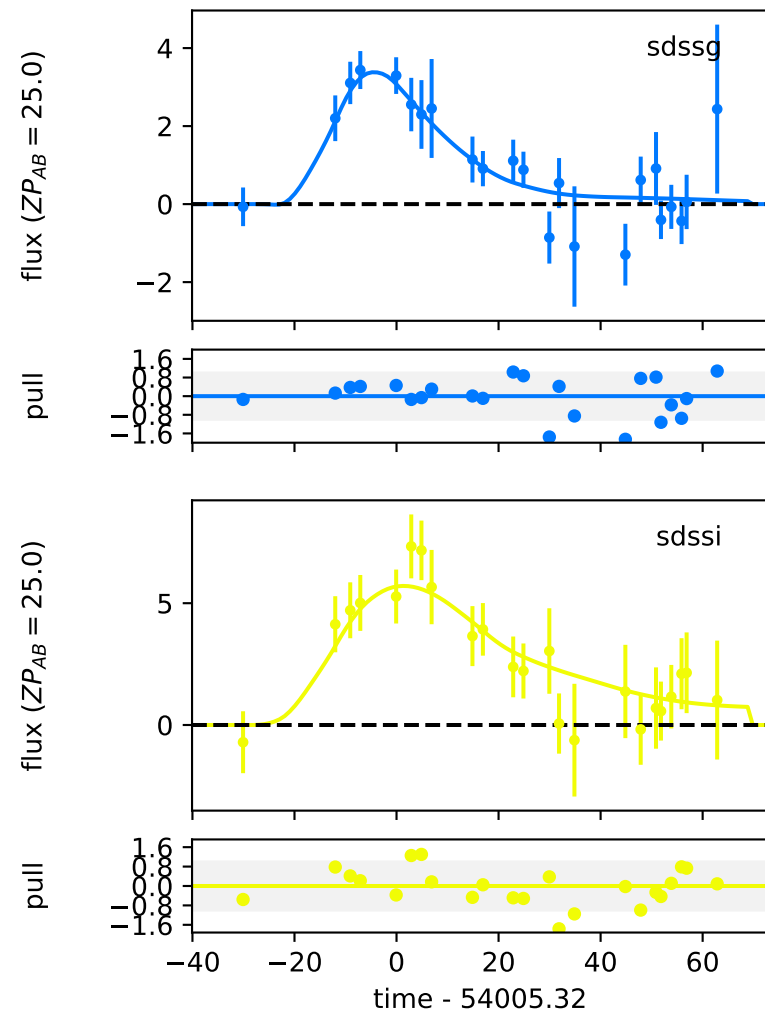 sdssg
flux (ZP_AB = 25.0)
4
2
0
−2
pull
1.6
0.8
0.0
−0.8
−1.6
sdssi
flux (ZP_AB = 25.0)
5
0
pull
1.6
0.8
0.0
−0.8
−1.6
−40 −20 0 20 40 60
time - 54005.32